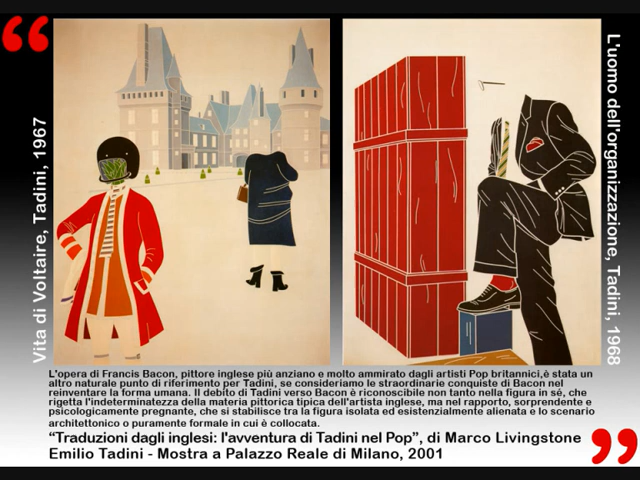 Vita di Voltaire, Tadini, 1967
L'uomo dell'organizzazione, Tadini, 1968
L'opera di Francis Bacon, pittore inglese più anziano e molto ammirato dagli artisti Pop britannici,è stata un
altro naturale punto di riferimento per Tadini, se consideriamo le straordinarie conquiste di Bacon nel
reinventare la forma umana. Il debito di Tadini verso Bacon è riconoscibile non tanto nella figura in sé, che
rigetta l'indeterminatezza della materia pittorica tipica dell'artista inglese, ma nel rapporto, sorprendente e
psicologicamente pregnante, che si stabilisce tra la figura isolata ed esistenzialmente alienata e lo scenario
architettonico o puramente formale in cui è collocata.
“Traduzioni dagli inglesi: l'avventura di Tadini nel Pop”, di Marco Livingstone
Emilio Tadini - Mostra a Palazzo Reale di Milano, 2001